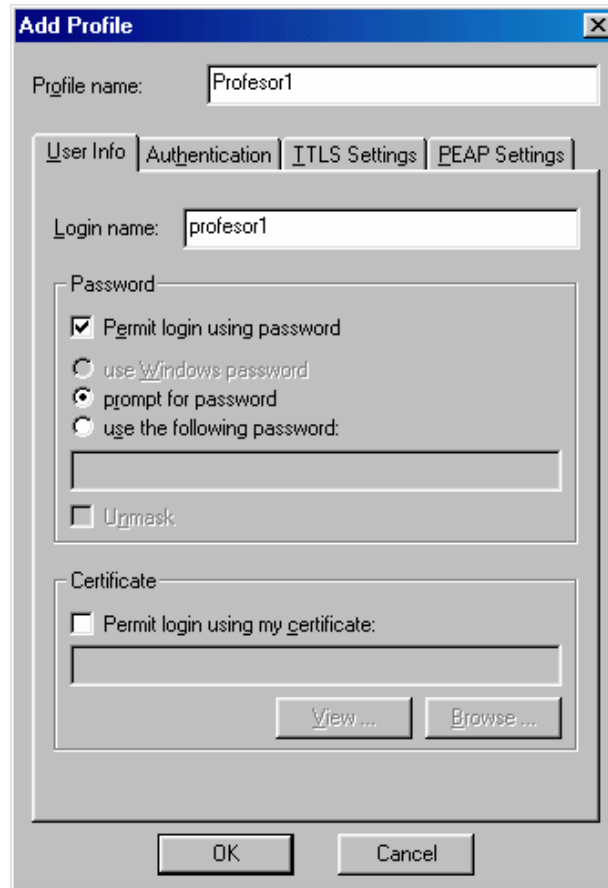 Add Profile
Profile name: Profesor1
User Info Authentication TTLS Settings PEAP Settings
Login name: profesor1
Password
Permit login using password
use Windows password
prompt for password
use the following password:
Unmask
Certificate
Permit login using my certificate:
View ... Browse ...
OK Cancel